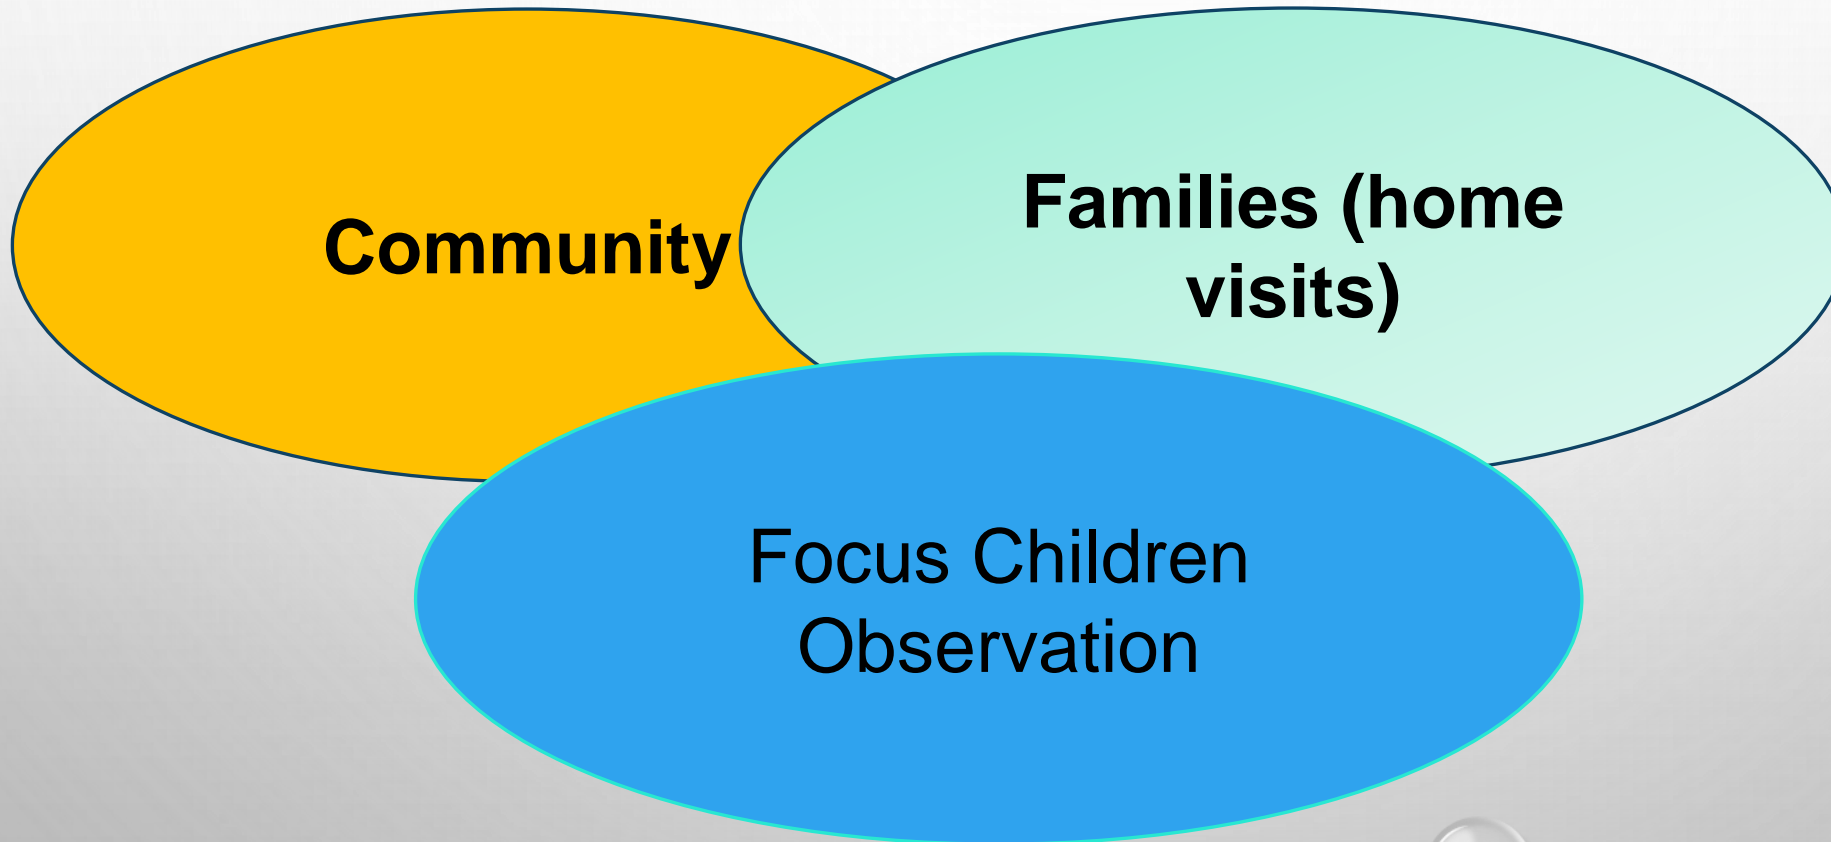 Community
Families (home
visits)
Focus Children
Observation